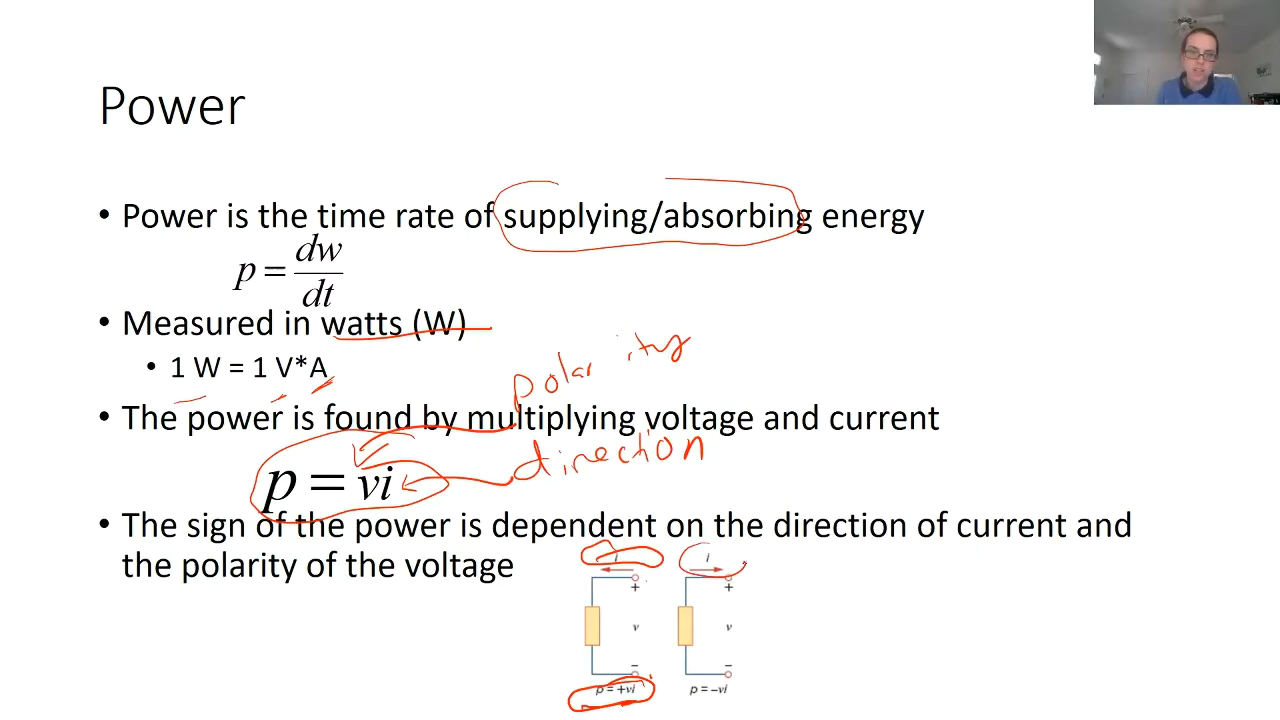 Power
• Power is the time rate of supplying/absorbing energy
p = dw/dt
• Measured in watts (W)
• 1 W = 1 V*A
polarity
• The power is found by multiplying voltage and current
direction
p = vi
• The sign of the power is dependent on the direction of current and
the polarity of the voltage
i i
+ +
v v
− −
p = +vi p = −vi